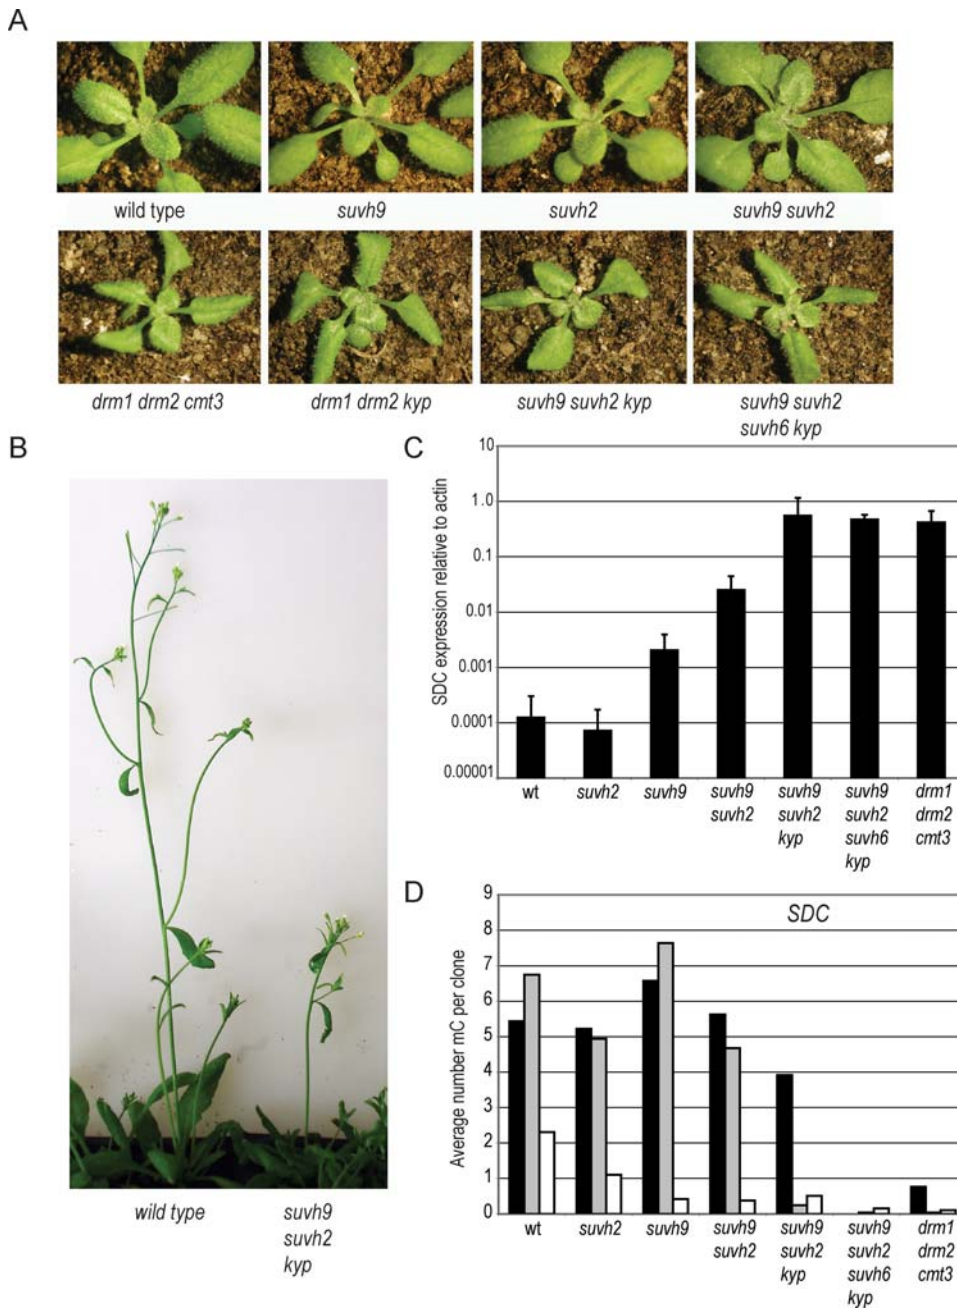 A
wild type
suvh9
suvh2
suvh9 suvh2
drm1 drm2 cmt3
drm1 drm2 kyp
suvh9 suvh2 kyp
suvh9 suvh2
suvh6 kyp
B
wild type
suvh9
suvh2
kyp
C
SDC expression relative to actin
10
1.0
0.1
0.01
0.001
0.0001
0.00001
wt
suvh2
suvh9
suvh9
suvh2
suvh9
suvh2
kyp
suvh9
suvh2
suvh6
kyp
drm1
drm2
cmt3
D
SDC
Average number mC per clone
9
8
7
6
5
4
3
2
1
0
wt
suvh2
suvh9
suvh9
suvh2
suvh9
suvh2
kyp
suvh9
suvh2
suvh6
kyp
drm1
drm2
cmt3